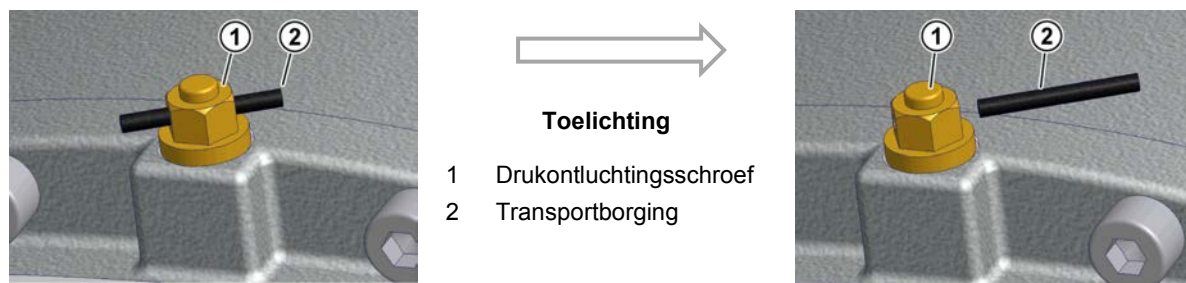 1 2
1 2
Toelichting
1 Drukontluchtingsschroef
2 Transportborging